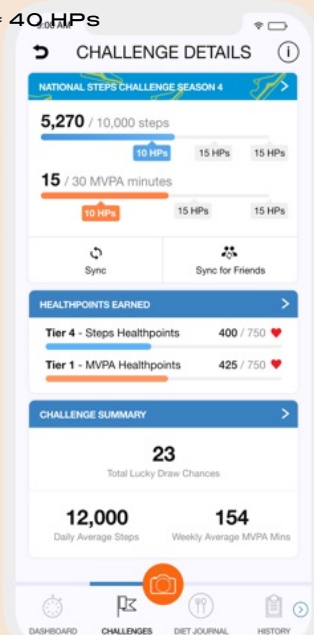 40 HPs
9:00 AM
CHALLENGE DETAILS
NATIONAL STEPS CHALLENGE SEASON 4
5,270 / 10,000 steps
10 HPs 15 HPs 15 HPs
15 / 30 MVPA minutes
10 HPs 15 HPs 15 HPs
Sync Sync for Friends
HEALTHPOINTS EARNED
Tier 4 - Steps Healthpoints 400 / 750
Tier 1 - MVPA Healthpoints 425 / 750
CHALLENGE SUMMARY
23
Total Lucky Draw Chances
12,000 154
Daily Average Steps Weekly Average MVPA Mins
DASHBOARD CHALLENGES DIET JOURNAL HISTORY